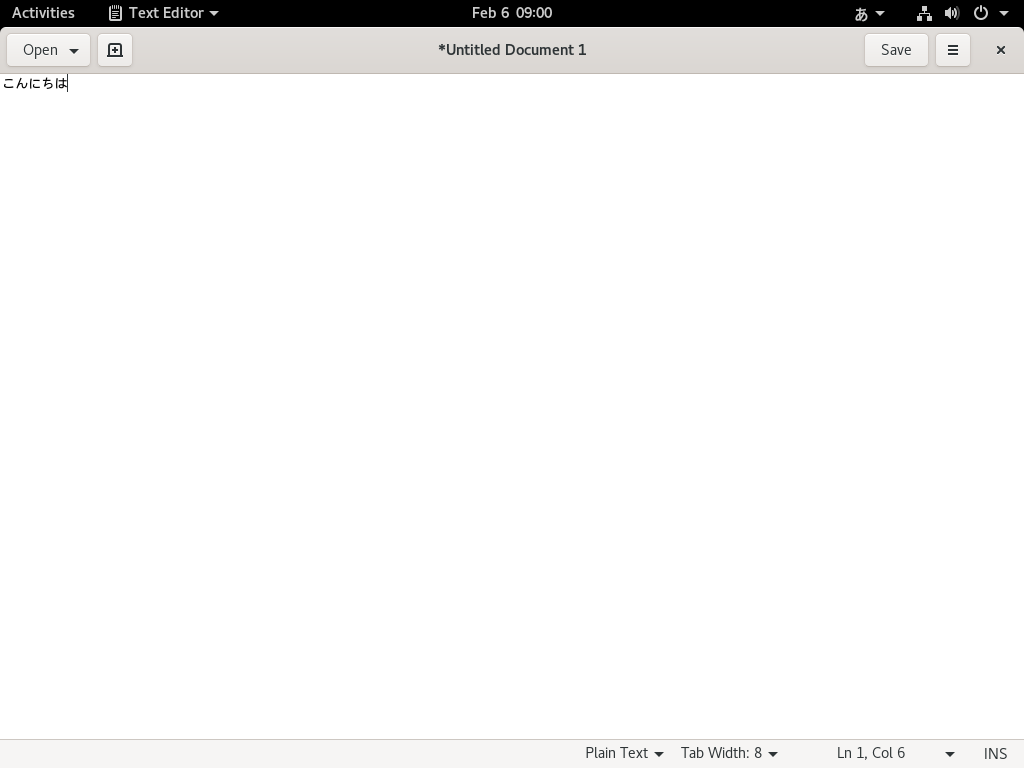 Activities Text Editor Feb 6 09:00 あ
Open *Untitled Document 1 Save
こんにちは
Plain Text Tab Width: 8 Ln 1, Col 6 INS